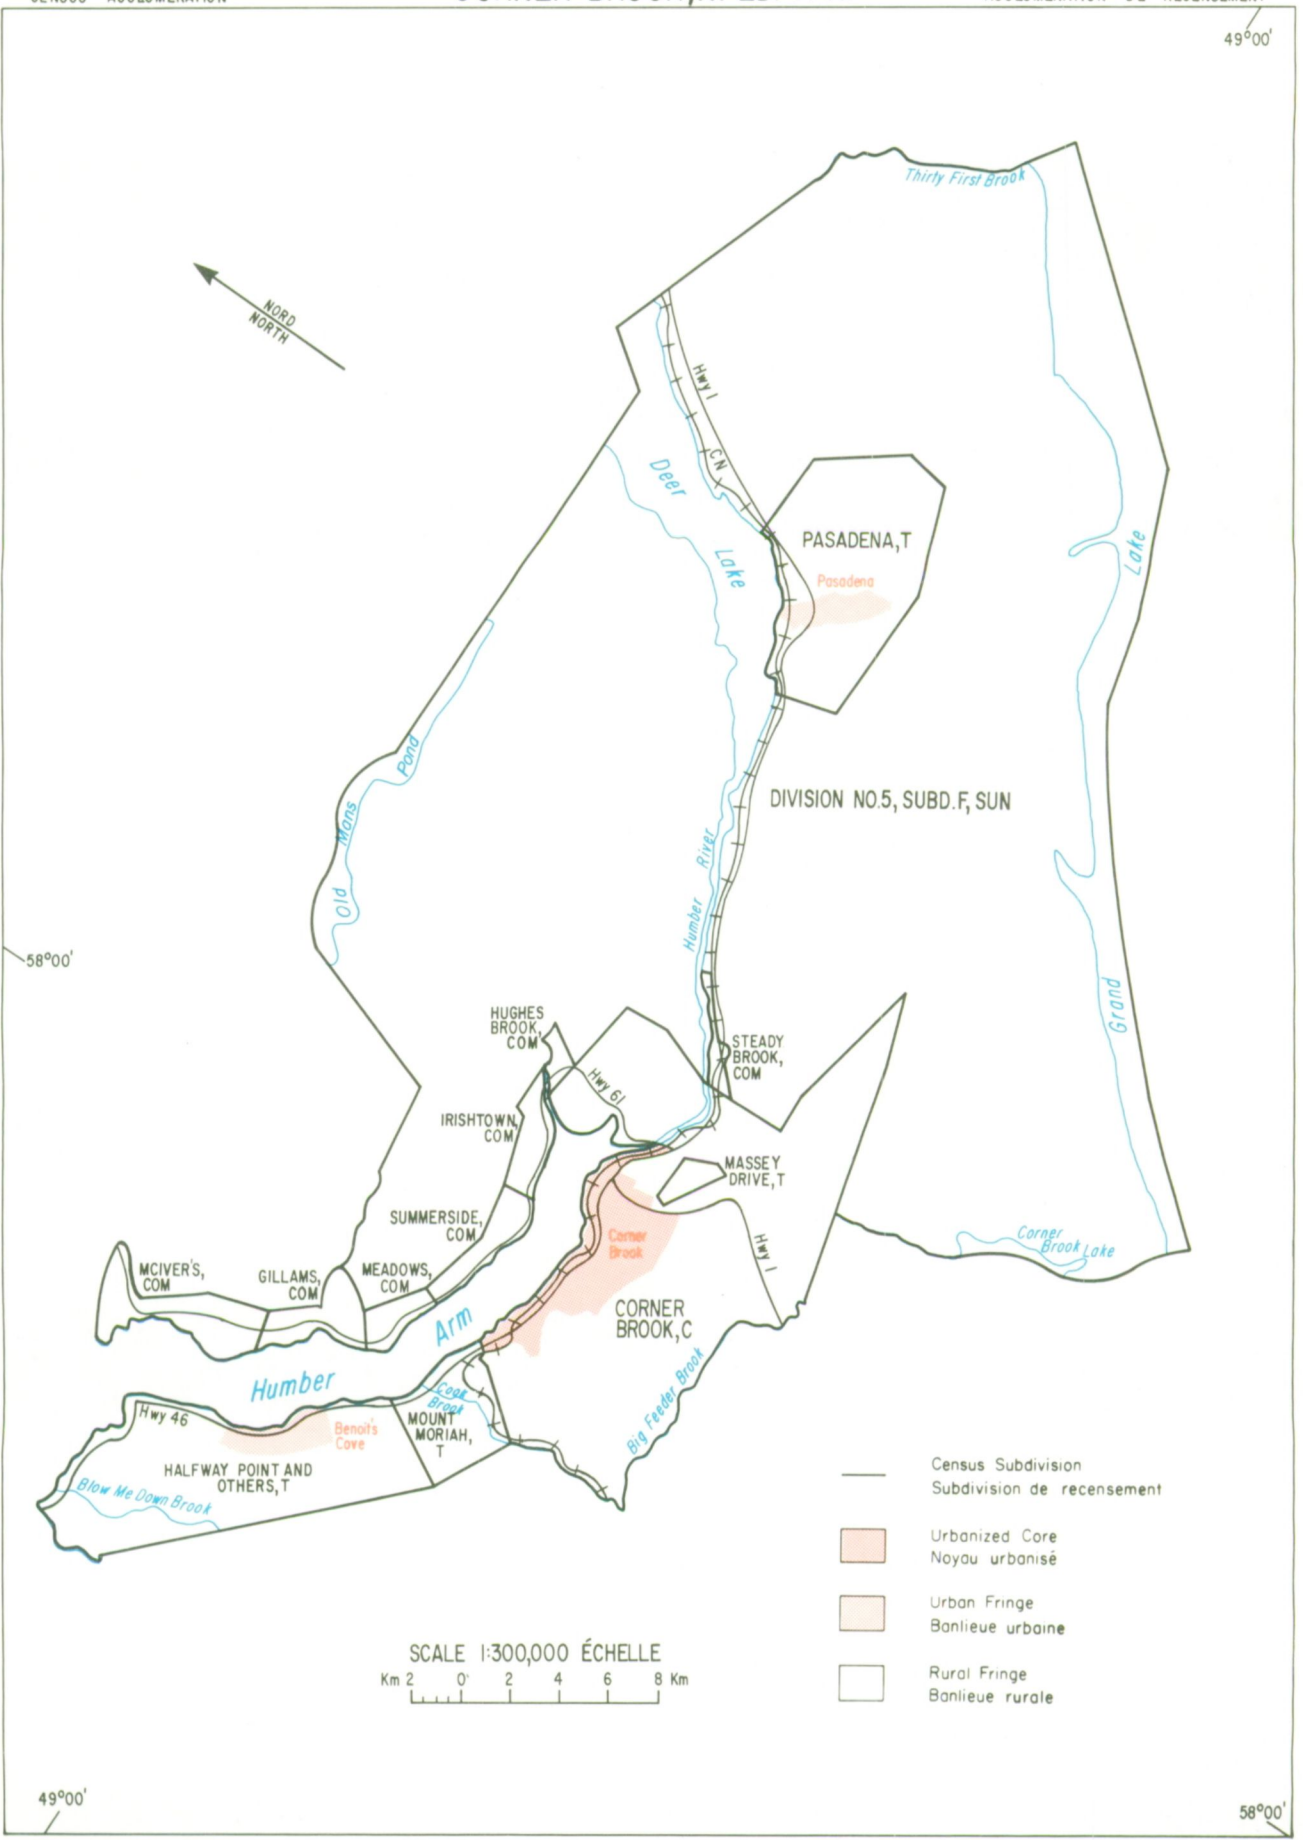 49°00'
Thirty First Brook
NORD
NORTH
Hwy 1
CN
Deer
Lake
PASADENA, T
Pasadena
Lake
Old Mans Pond
DIVISION NO.5, SUBD. F, SUN
Humber River
58°00'
Grand
HUGHES
BROOK,
COM
STEADY
BROOK,
COM
Hwy 61
IRISHTOWN,
COM
MASSEY
DRIVE, T
SUMMERSIDE,
COM
Corner
Brook
Hwy 1
Corner
Brook Lake
MCIVER'S,
COM
GILLAMS,
COM
MEADOWS,
COM
CORNER
BROOK, C
Humber Arm
Big Feeder Brook
Cook
Brook
Hwy 46
Benoit's
Cove
MOUNT
MORIAH,
T
HALFWAY POINT AND
OTHERS, T
Blow Me Down Brook
Census Subdivision
Subdivision de recensement
Urbanized Core
Noyau urbanisé
Urban Fringe
Banlieue urbaine
Rural Fringe
Banlieue rurale
SCALE 1:300,000 ÉCHELLE
Km 2 0 2 4 6 8 Km
49°00'
58°00'